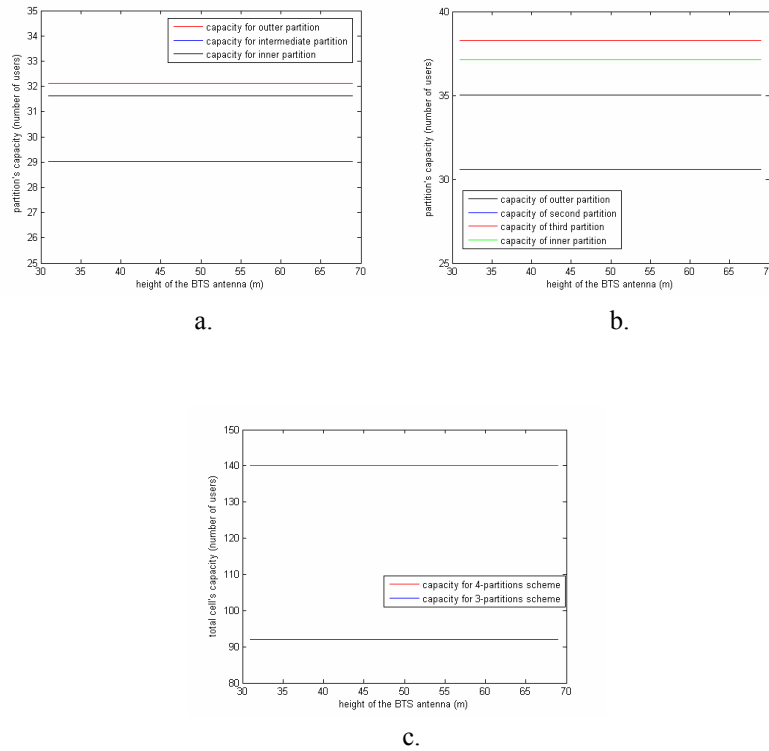 35
34
33
32
31
30
29
28
27
26
25
partition's capacity (number of users)
capacity for outter partition
capacity for intermediate partition
capacity for inner partition
30 35 40 45 50 55 60 65 70
height of the BTS antenna (m)
a.
40
35
30
25
partition's capacity (number of users)
capacity of outter partition
capacity of second partition
capacity of third partition
capacity of inner partition
30 35 40 45 50 55 60 65
height of the BTS antenna (m)
b.
150
140
130
120
110
100
90
80
total cell's capacity (number of users)
capacity for 4-partitions scheme
capacity for 3-partitions scheme
30 35 40 45 50 55 60 65 70
height of the BTS antenna (m)
c.